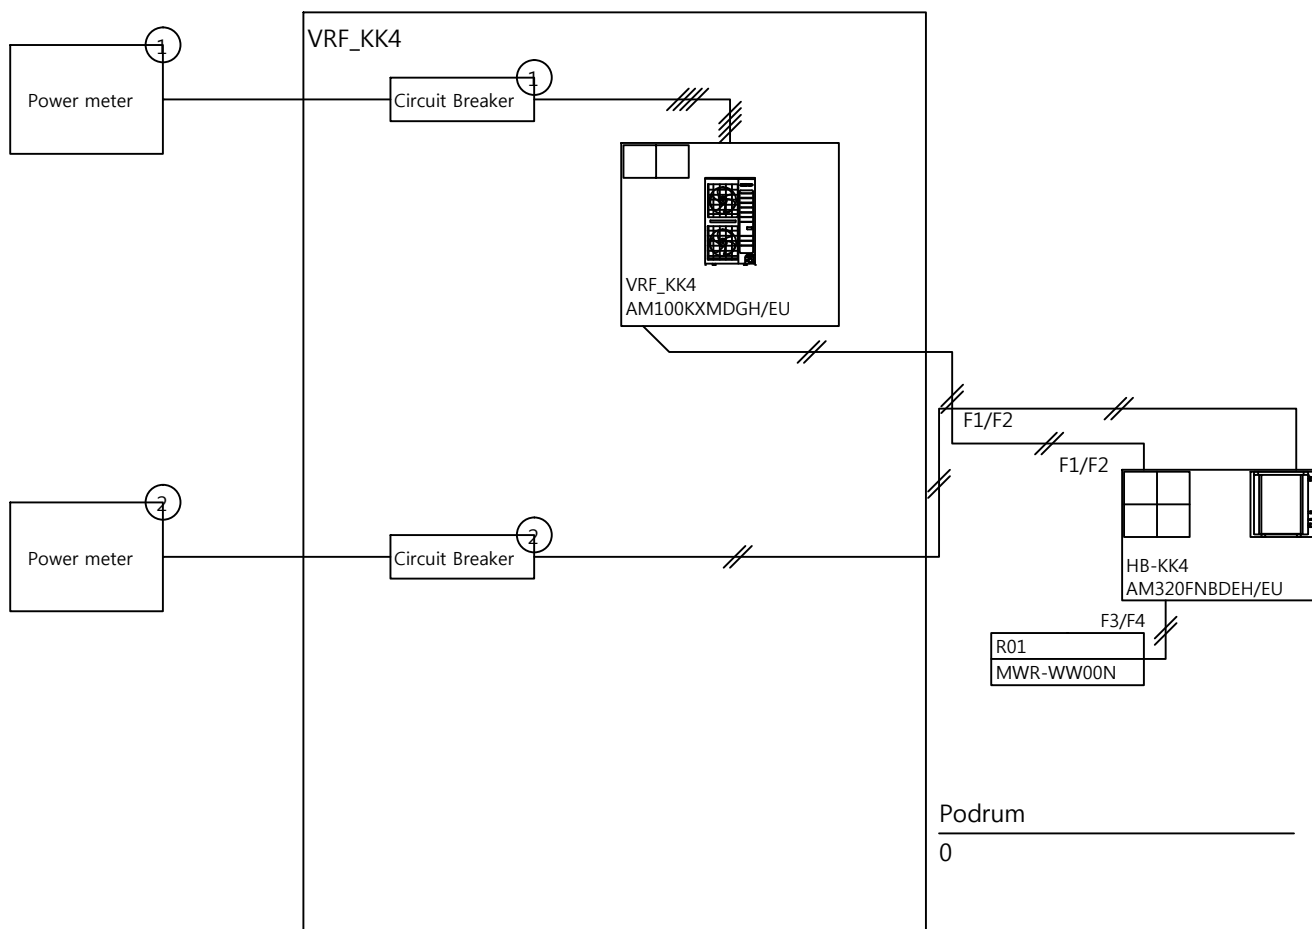 VRF_KK4
1
Power meter
1
Circuit Breaker
VRF_KK4
AM100KXMDGH/EU
F1/F2
F1/F2
2
Power meter
2
Circuit Breaker
HB-KK4
AM320FNBDEH/EU
F3/F4
R01
MWR-WW00N
Podrum
0